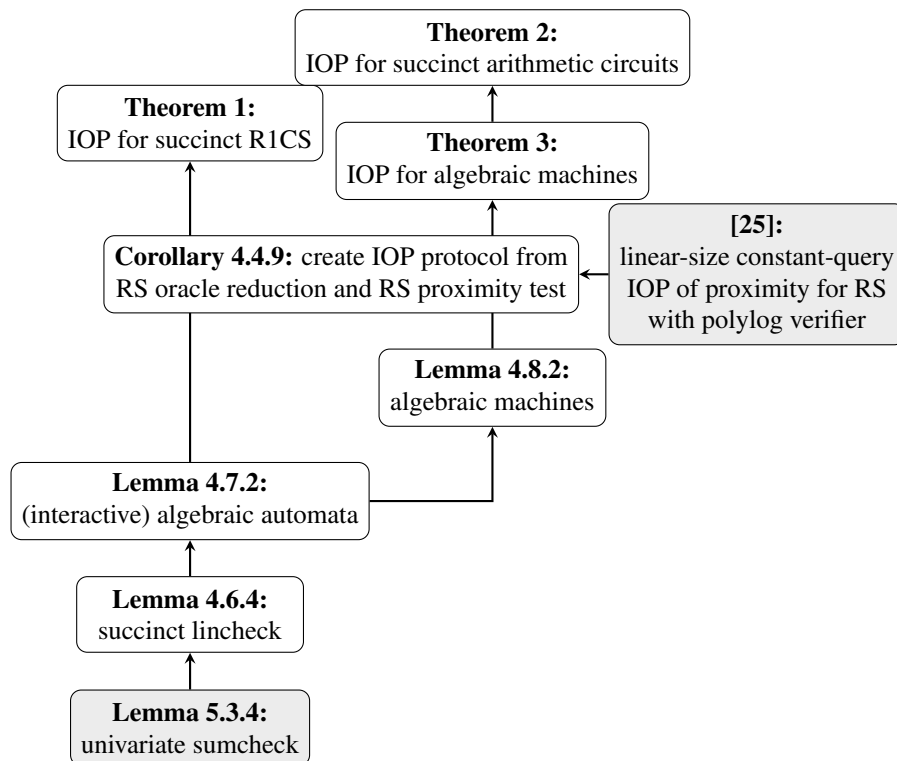 Theorem 2:
IOP for succinct arithmetic circuits
Theorem 1:
IOP for succinct R1CS
Theorem 3:
IOP for algebraic machines
Corollary 4.4.9: create IOP protocol from
RS oracle reduction and RS proximity test
[25]:
linear-size constant-query
IOP of proximity for RS
with polylog verifier
Lemma 4.8.2:
algebraic machines
Lemma 4.7.2:
(interactive) algebraic automata
Lemma 4.6.4:
succinct lincheck
Lemma 5.3.4:
univariate sumcheck